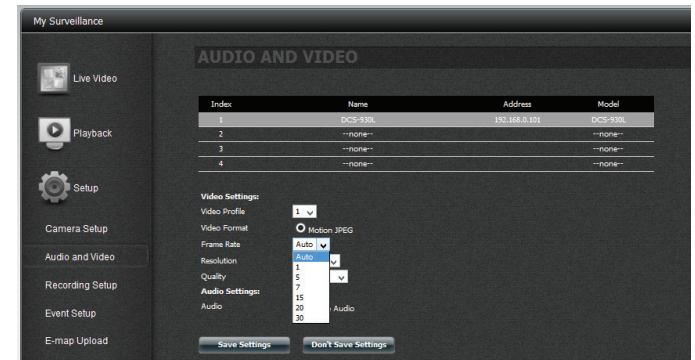 My Surveillance
Live Video
Playback
Setup
Camera Setup
Audio and Video
Recording Setup
Event Setup
E-map Upload
AUDIO AND VIDEO
Index Name Address Model
1 DCS-930L 192.168.0.101 DCS-930L
2 --none-- --none--
3 --none-- --none--
4 --none-- --none--
Video Settings:
Video Profile 1
Video Format Motion JPEG
Frame Rate Auto
Auto
1
5
7
15
20
30
Resolution
Quality
Audio Settings:
Audio Audio
Save Settings Don't Save Settings